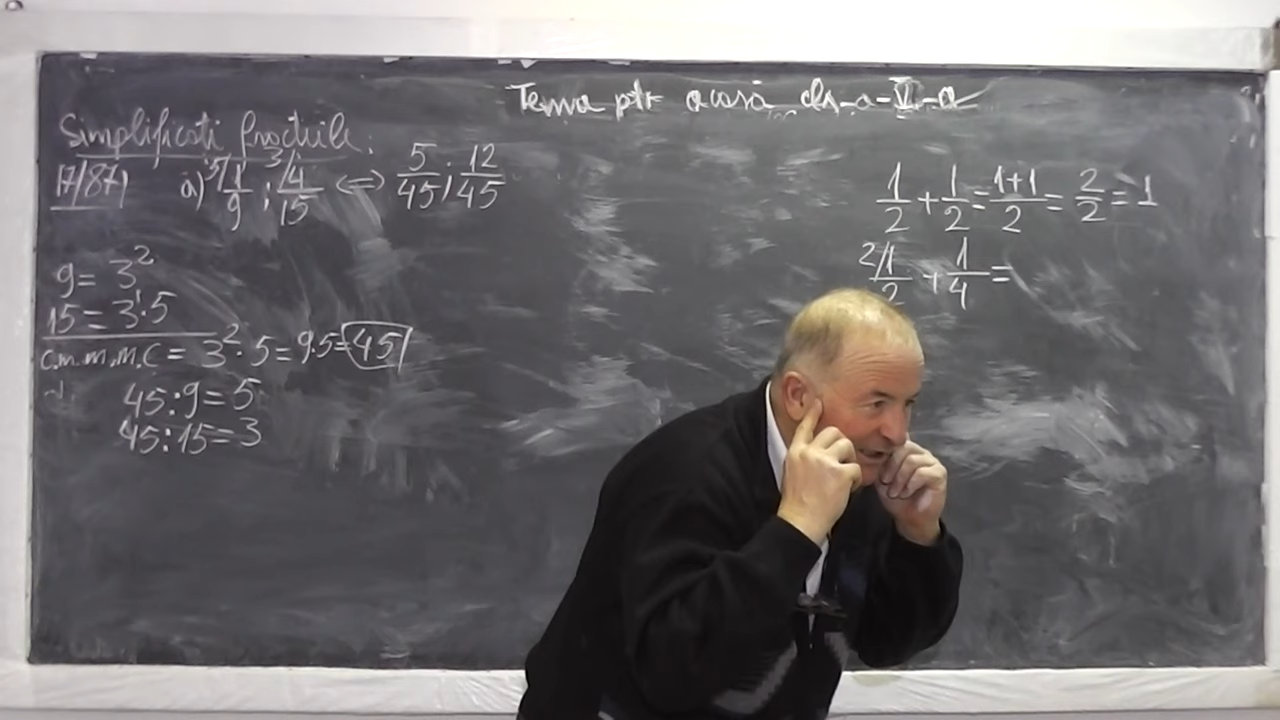 Tema ptr acasă cls-a-V-a
Simplificati fracțiile.
17/87) a) 5/1/9 ; 3/4/15 <=> 5/45 ; 12/45
9 = 3²
15 = 3¹·5
c.m.m.m.c = 3²·5 = 9·5 = 45
45:9=5
45:15=3
1/2 + 1/2 = 1+1/2 = 2/2 = 1
2/1/2 + 1/4 =